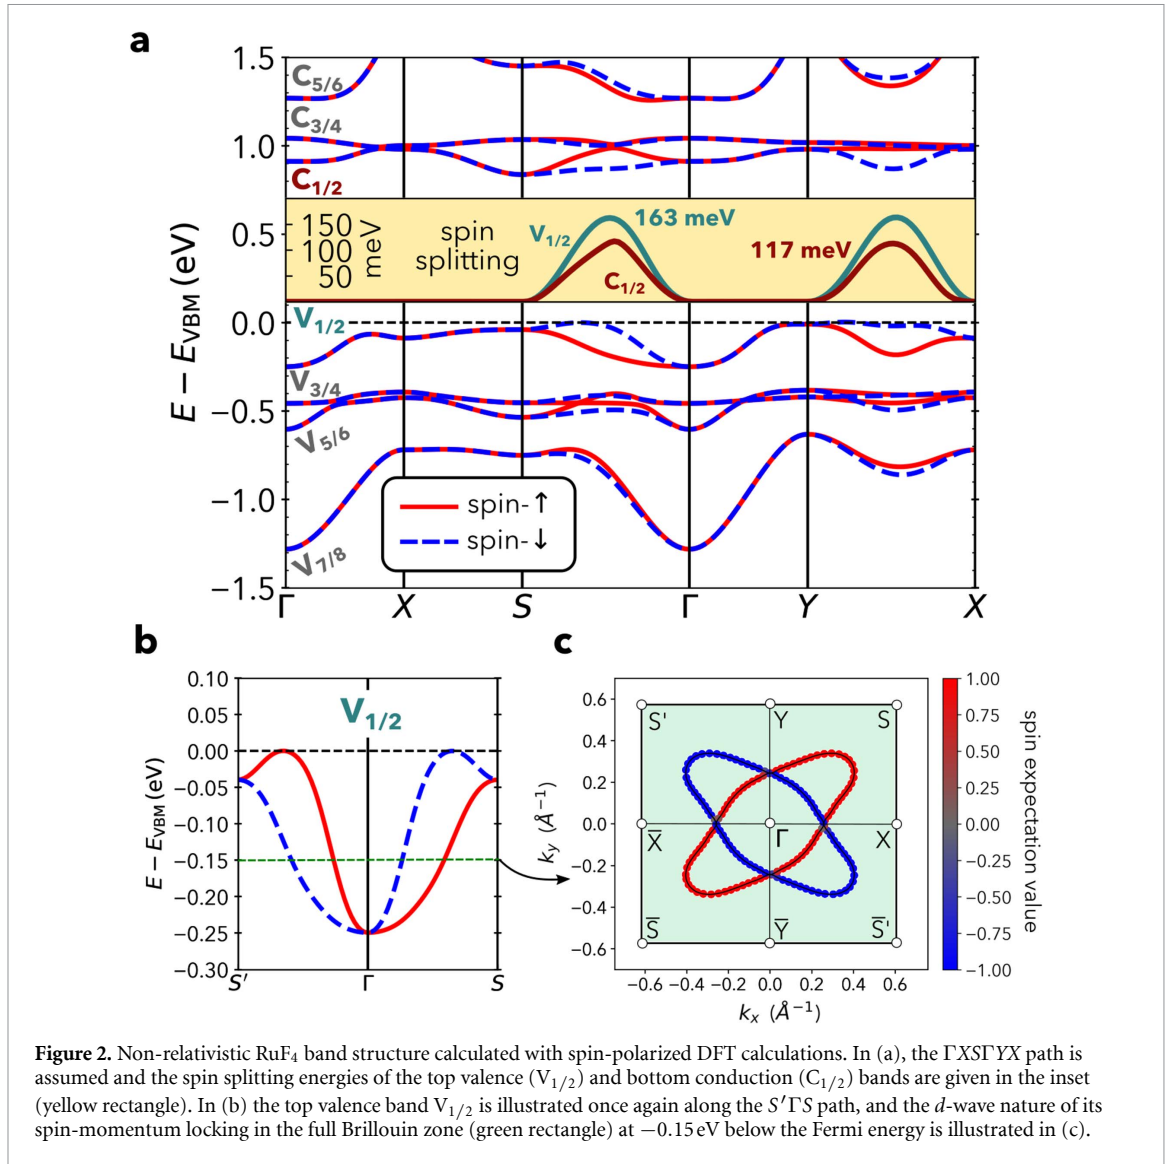 a
1.5
1.0
0.5
0.0
−0.5
−1.0
−1.5
E − E_VBM (eV)
C5/6
C3/4
C1/2
150
100
50
meV
spin
splitting
V1/2
163 meV
C1/2
117 meV
V1/2
V3/4
V5/6
V7/8
spin-↑
spin-↓
Γ X S Γ Y X
b
0.10
0.05
0.00
−0.05
−0.10
−0.15
−0.20
−0.25
−0.30
E − E_VBM (eV)
V1/2
S' Γ S
c
0.6
0.4
0.2
0.0
−0.2
−0.4
−0.6
k_y (Å⁻¹)
S' Y S
X̅ Γ X
S̅ Y̅ S̅'
−0.6 −0.4 −0.2 0.0 0.2 0.4 0.6
k_x (Å⁻¹)
1.00
0.75
0.50
0.25
0.00
−0.25
−0.50
−0.75
−1.00
spin expectation value
Figure 2. Non-relativistic RuF₄ band structure calculated with spin-polarized DFT calculations. In (a), the ΓXSΓYX path is
assumed and the spin splitting energies of the top valence (V₁/₂) and bottom conduction (C₁/₂) bands are given in the inset
(yellow rectangle). In (b) the top valence band V₁/₂ is illustrated once again along the S′ΓS path, and the d-wave nature of its
spin-momentum locking in the full Brillouin zone (green rectangle) at −0.15 eV below the Fermi energy is illustrated in (c).